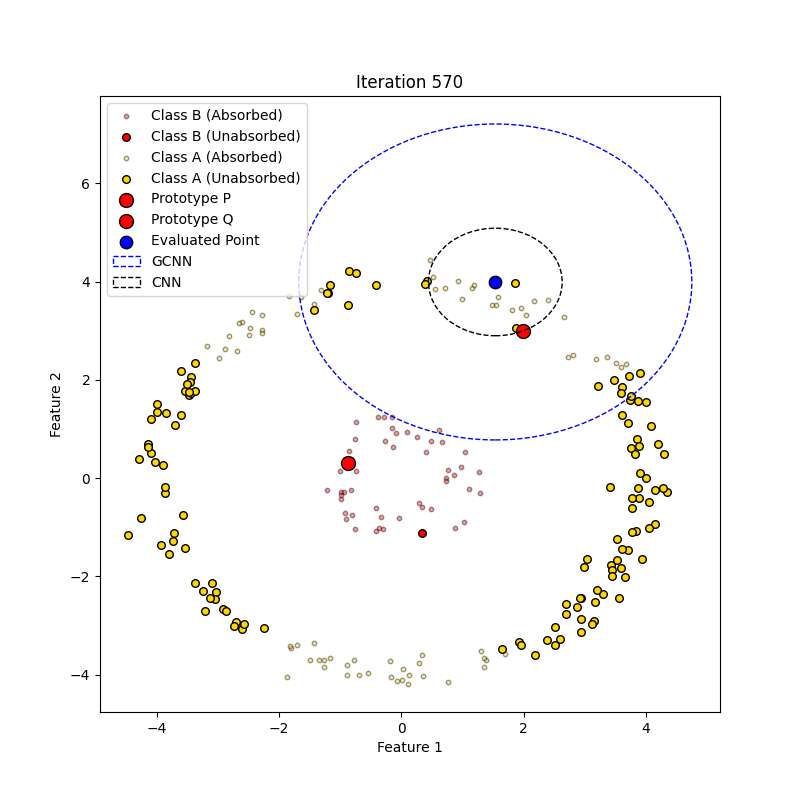 Iteration 570
Class B (Absorbed)
Class B (Unabsorbed)
Class A (Absorbed)
Class A (Unabsorbed)
Prototype P
Prototype Q
Evaluated Point
GCNN
CNN
Feature 2
6
4
2
0
−2
−4
−4
−2
0
2
4
Feature 1